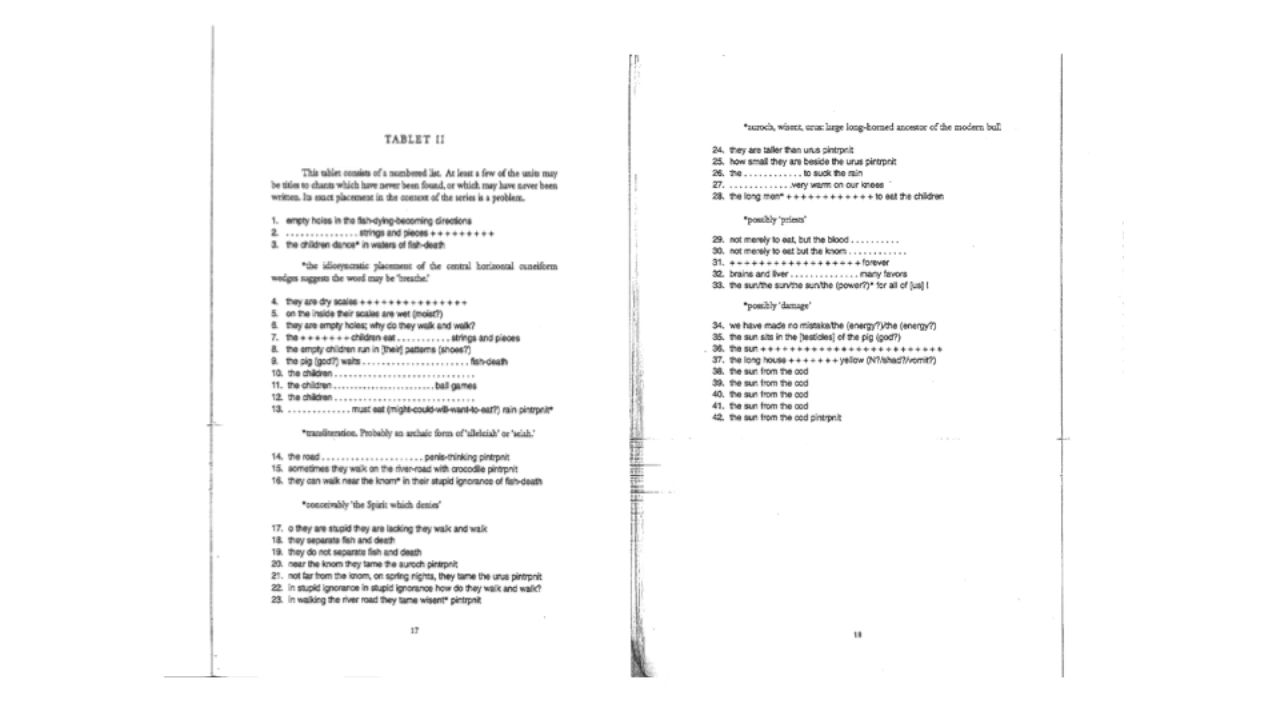 TABLET II
This tablet consists of a numbered list. At least a few of the units may
be titles to chants which have never been found, or which may have never been
written. Its exact placement in the context of the series is a problem.
1. empty holes in the fish-dying-becoming directions
2. . . . . . . . . . . . . . . . strings and pieces + + + + + + + + +
3. the children dance* in waters of fish-death
*the idiosyncratic placement of the central horizontal cuneiform
wedges suggests the word may be 'breathe.'
4. they are dry scales + + + + + + + + + + + + + + +
5. on the inside their scales are wet (moist?)
6. they are empty holes; why do they walk and walk?
7. the + + + + + + + children eat . . . . . . . . . . . strings and pieces
8. the empty children run in [their] patterns (shoes?)
9. the pig [god?] waits . . . . . . . . . . . . . . . . . . . . . . fish-death
10. the children . . . . . . . . . . . . . . . . . . . . . . . . . . . . .
11. the children . . . . . . . . . . . . . . . . . . . . . ball games
12. the children . . . . . . . . . . . . . . . . . . . . . . . . . . . . .
13. . . . . . . . . . . . . . must eat (might-could-will-want-to-eat?) rain pintrpnit*
*transliteration. Probably an archaic form of 'alleluiah' or 'selah.'
14. the road . . . . . . . . . . . . . . . . . . . . . penis-thinking pintrpnit
15. sometimes they walk on the river-road with crocodile pintrpnit
16. they can walk near the knom* in their stupid ignorance of fish-death
*conceivably 'the Spirit which denies'
17. o they are stupid they are lacking they walk and walk
18. they separate fish and death
19. they do not separate fish and death
20. near the knom they tame the auroch pintrpnit
21. not far from the knom, on spring nights, they tame the urus pintrpnit
22. in stupid ignorance in stupid ignorance how do they walk and walk?
23. in walking the river road they tame wisent* pintrpnit
17
*auroch, wisent, urus: large long-horned ancestor of the modern bull
24. they are taller than urus pintrpnit
25. how small they are beside the urus pintrpnit
26. the . . . . . . . . . . . . to suck the rain
27. . . . . . . . . . . . . .very warm on our knees
28. the long men* + + + + + + + + + + + + to eat the children
*possibly 'priests'
29. not merely to eat, but the blood . . . . . . . . . .
30. not merely to eat but the knom . . . . . . . . . . . .
31. + + + + + + + + + + + + + + + + + + forever
32. brains and liver . . . . . . . . . . . . . . many favors
33. the sun/the sun/the sun/the (power?)* for all of [us] !
*possibly 'damage'
34. we have made no mistake/the (energy?)/the (energy?)
35. the sun sits in the [testicles] of the pig (god?)
36. the sun + + + + + + + + + + + + + + + + + + + + + + + + +
37. the long house + + + + + + + yellow (N?/shad?/vomit?)
38. the sun from the cod
39. the sun from the cod
40. the sun from the cod
41. the sun from the cod
42. the sun from the cod pintrpnit
18